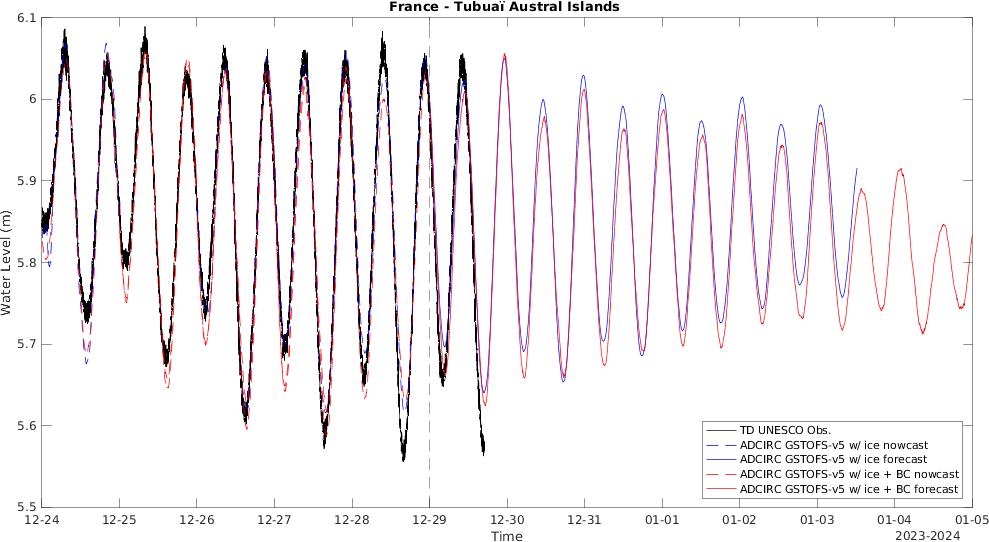 France - Tubuaï Austral Islands
Water Level (m)
6.1
6
5.9
5.8
5.7
5.6
5.5
TD UNESCO Obs.
ADCIRC GSTOFS-v5 w/ ice nowcast
ADCIRC GSTOFS-v5 w/ ice forecast
ADCIRC GSTOFS-v5 w/ ice + BC nowcast
ADCIRC GSTOFS-v5 w/ ice + BC forecast
12-24 12-25 12-26 12-27 12-28 12-29 12-30 12-31 01-01 01-02 01-03 01-04 01-05
Time
2023-2024